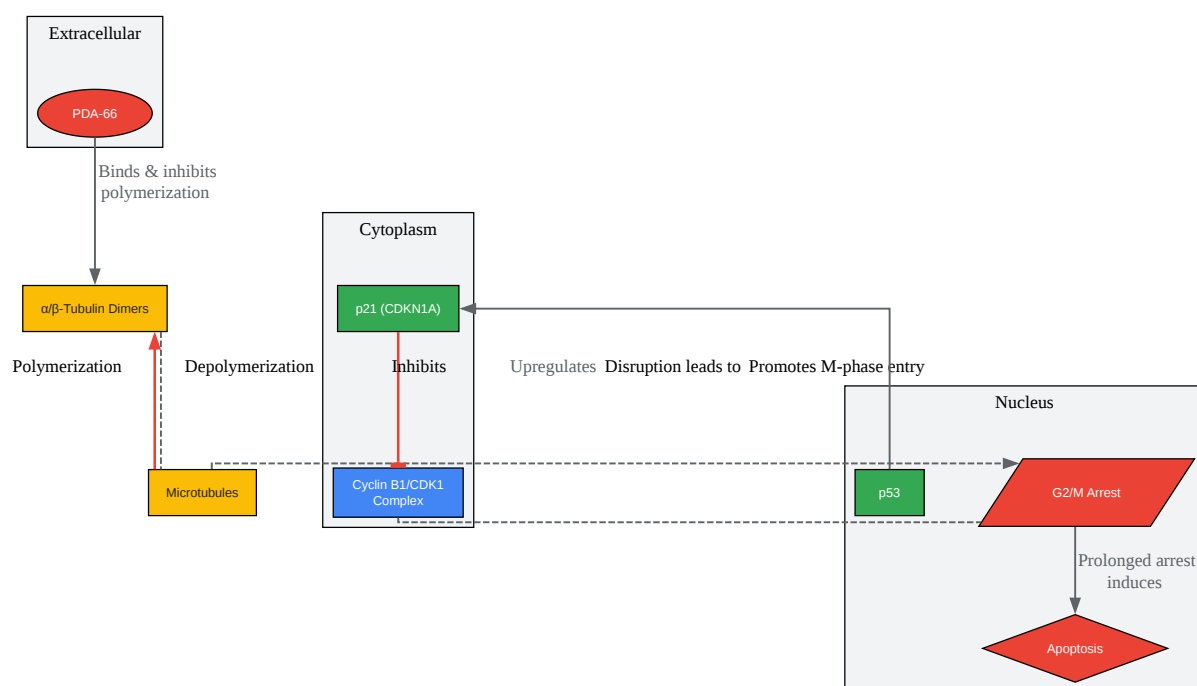 Extracellular
PDA-66
Binds & inhibits
polymerization
Cytoplasm
α/β-Tubulin Dimers
p21 (CDKN1A)
Polymerization
Depolymerization
Inhibits
Upregulates
Disruption leads to
Promotes M-phase entry
Nucleus
Microtubules
Cyclin B1/CDK1
Complex
p53
G2/M Arrest
Prolonged arrest
induces
Apoptosis